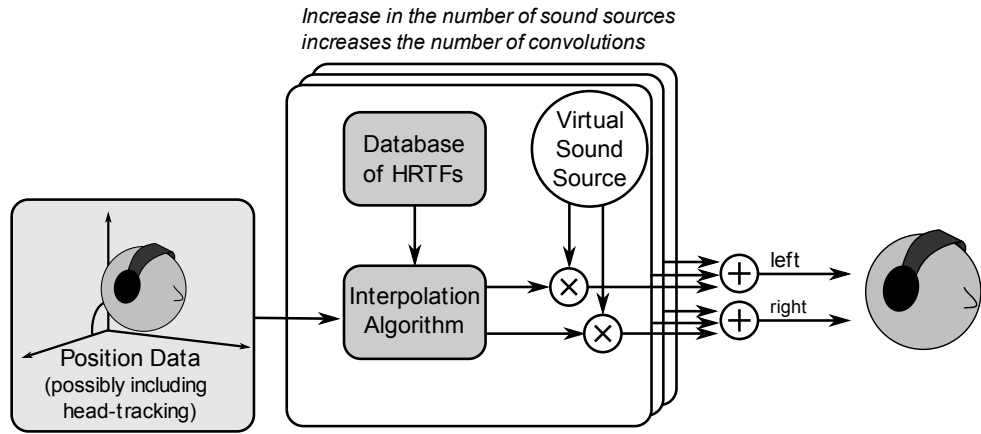 Increase in the number of sound sources
increases the number of convolutions
Database
of HRTFs
Virtual
Sound
Source
Interpolation
Algorithm
left
right
Position Data
(possibly including
head-tracking)